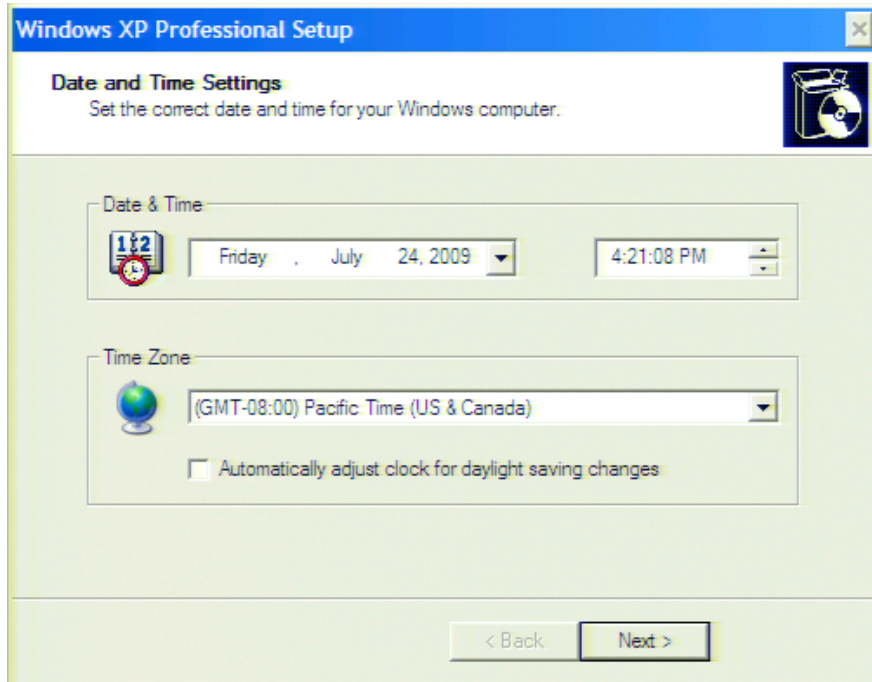 Windows XP Professional Setup
Date and Time Settings
Set the correct date and time for your Windows computer.
Date & Time
1 2
Friday , July 24, 2009 4:21:08 PM
Time Zone
(GMT-08:00) Pacific Time (US & Canada)
Automatically adjust clock for daylight saving changes
< Back Next >